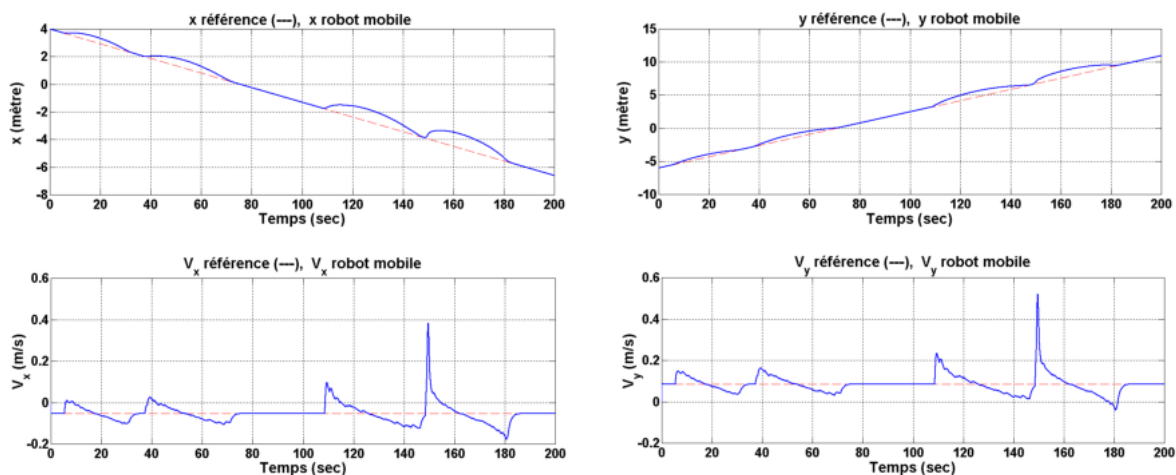 x référence (---), x robot mobile
4
2
0
-2
-4
-6
-8
x (mètre)
0 20 40 60 80 100 120 140 160 180 200
Temps (sec)
y référence (---), y robot mobile
15
10
5
0
-5
-10
y (mètre)
0 20 40 60 80 100 120 140 160 180 200
Temps (sec)
Vx référence (---), Vx robot mobile
0.6
0.4
0.2
0
-0.2
Vx (m/s)
0 20 40 60 80 100 120 140 160 180 200
Temps (sec)
Vy référence (---), Vy robot mobile
0.6
0.4
0.2
0
-0.2
Vy (m/s)
0 20 40 60 80 100 120 140 160 180 200
Temps (sec)